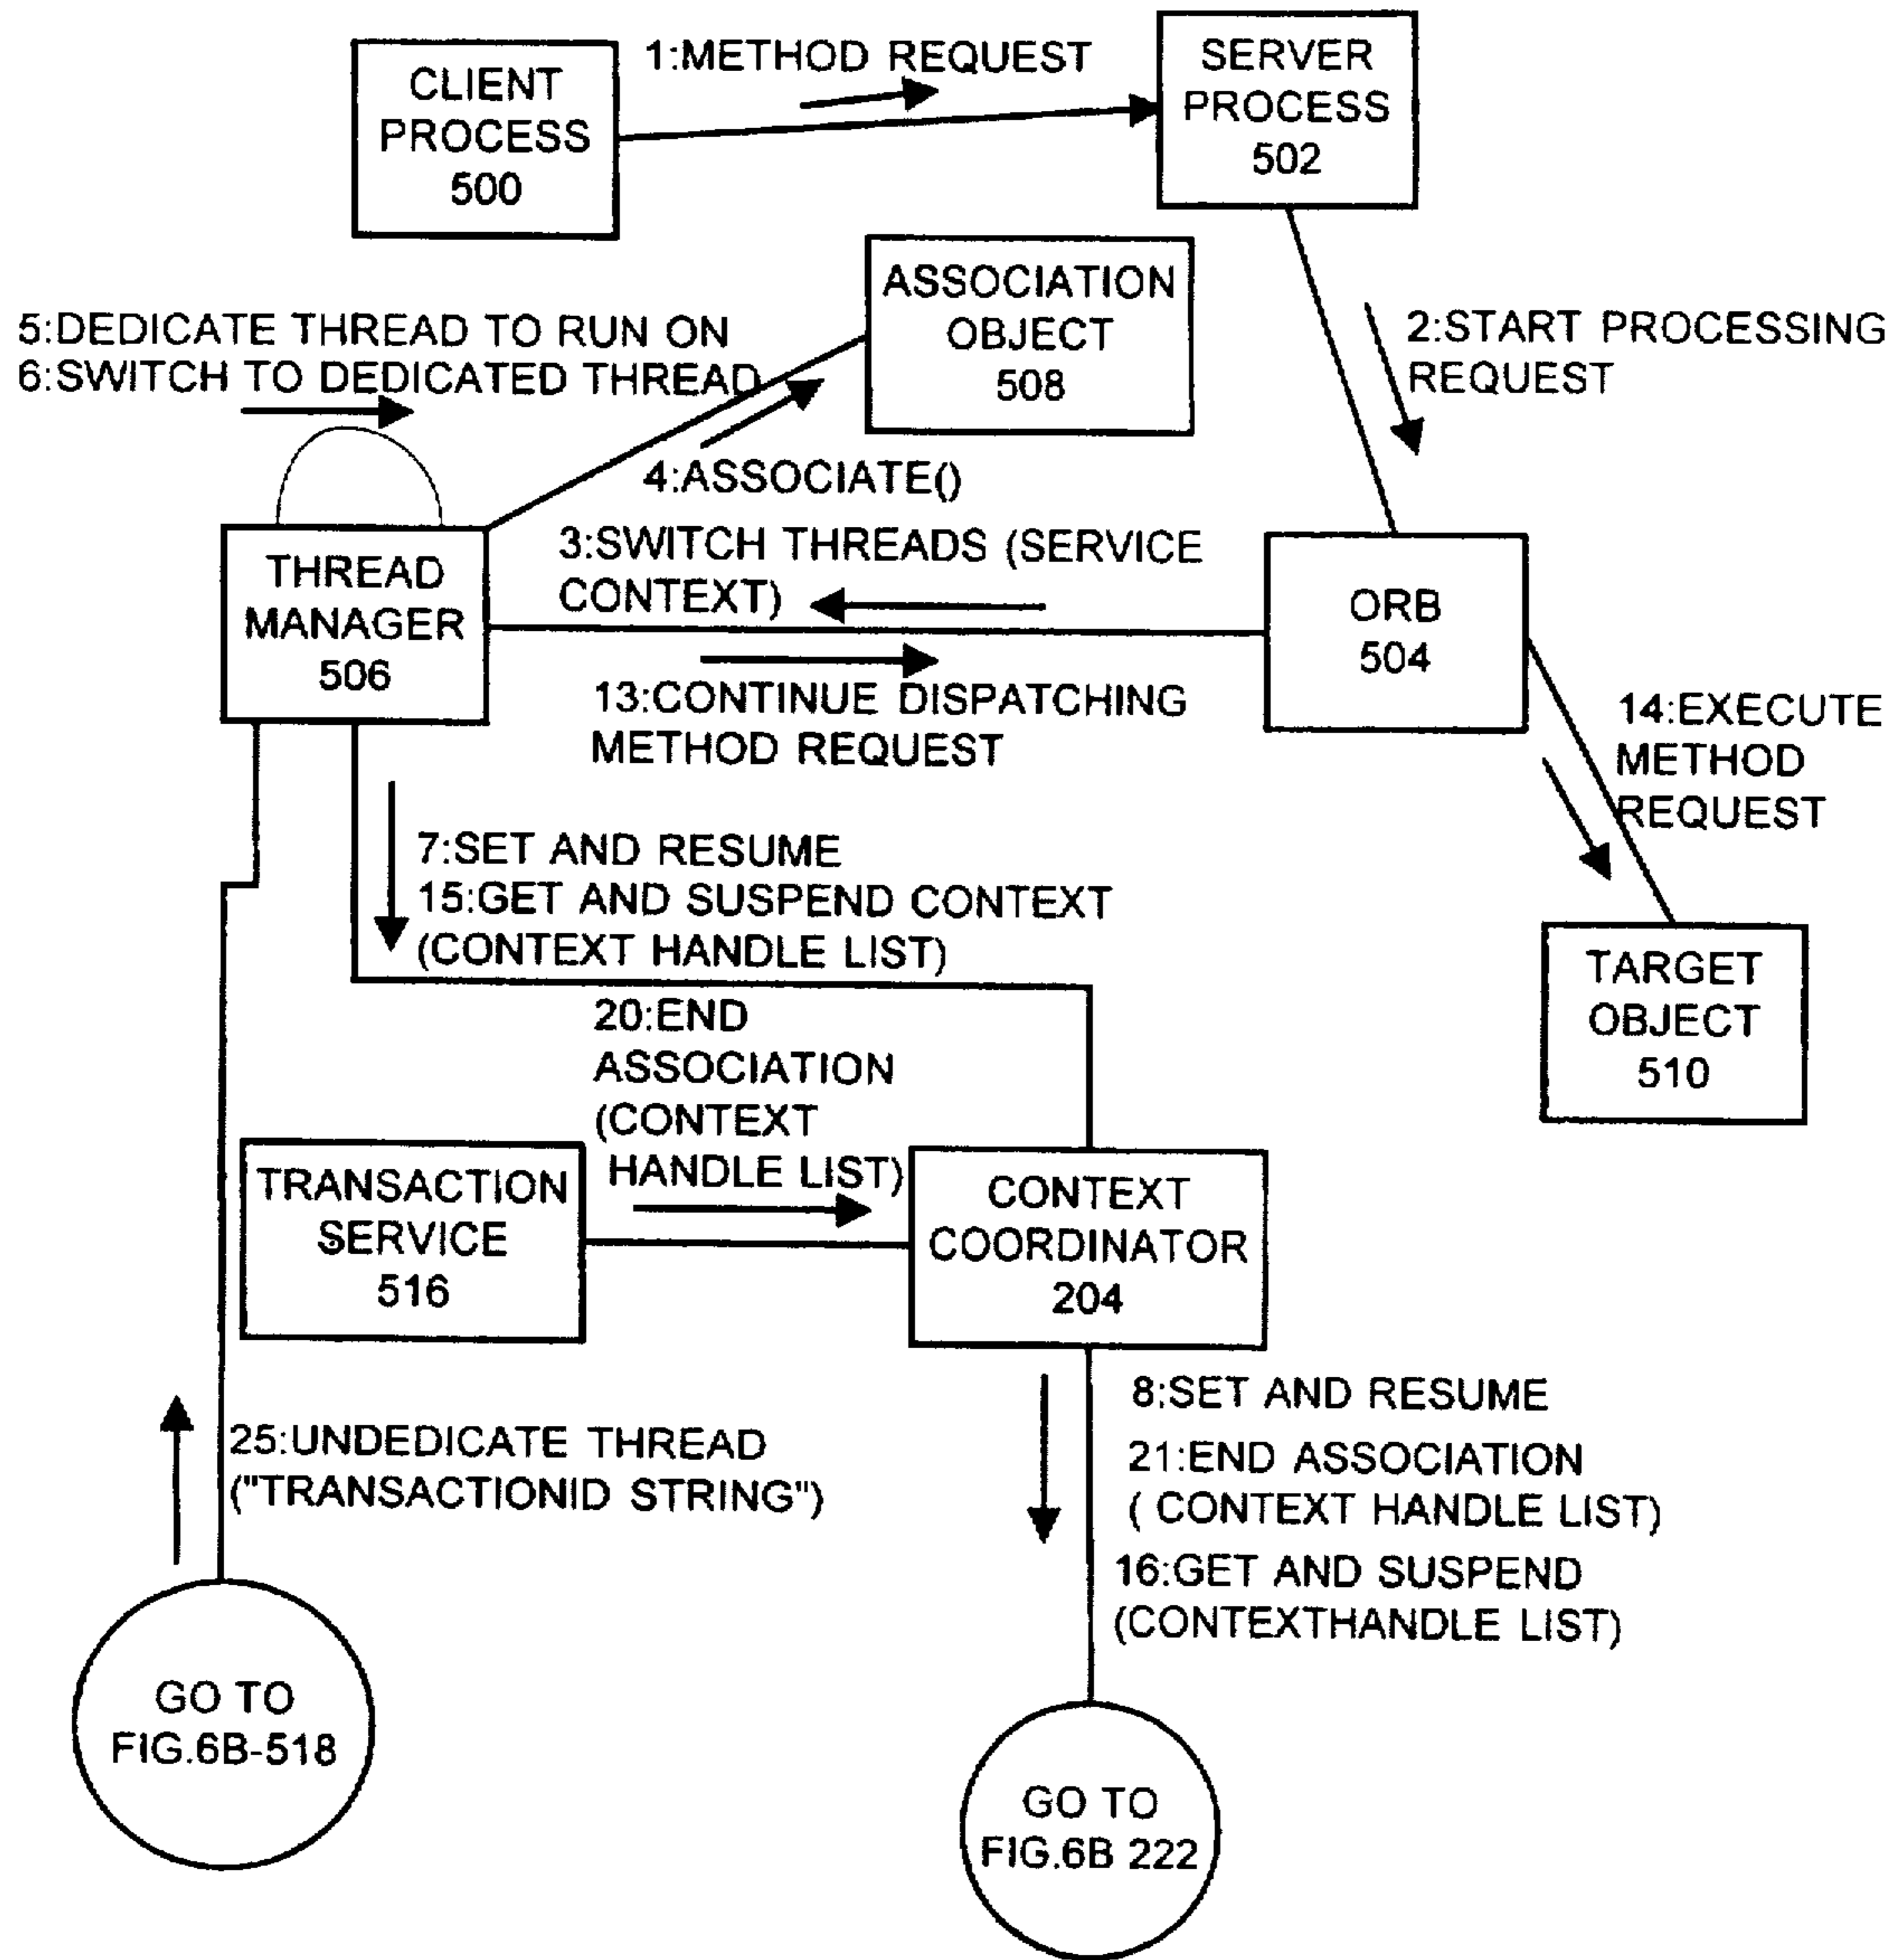 CLIENT
PROCESS
500
1:METHOD REQUEST
SERVER
PROCESS
502
ASSOCIATION
OBJECT
508
2:START PROCESSING
REQUEST
5:DEDICATE THREAD TO RUN ON
6:SWITCH TO DEDICATED THREAD
4:ASSOCIATE()
THREAD
MANAGER
506
3:SWITCH THREADS (SERVICE
CONTEXT)
ORB
504
13:CONTINUE DISPATCHING
METHOD REQUEST
14:EXECUTE
METHOD
REQUEST
7:SET AND RESUME
15:GET AND SUSPEND CONTEXT
(CONTEXT HANDLE LIST)
TARGET
OBJECT
510
20:END
ASSOCIATION
(CONTEXT
HANDLE LIST)
TRANSACTION
SERVICE
516
CONTEXT
COORDINATOR
204
8:SET AND RESUME
21:END ASSOCIATION
( CONTEXT HANDLE LIST)
16:GET AND SUSPEND
(CONTEXTHANDLE LIST)
25:UNDEDICATE THREAD
("TRANSACTIONID STRING")
GO TO
FIG.6B-518
GO TO
FIG.6B 222